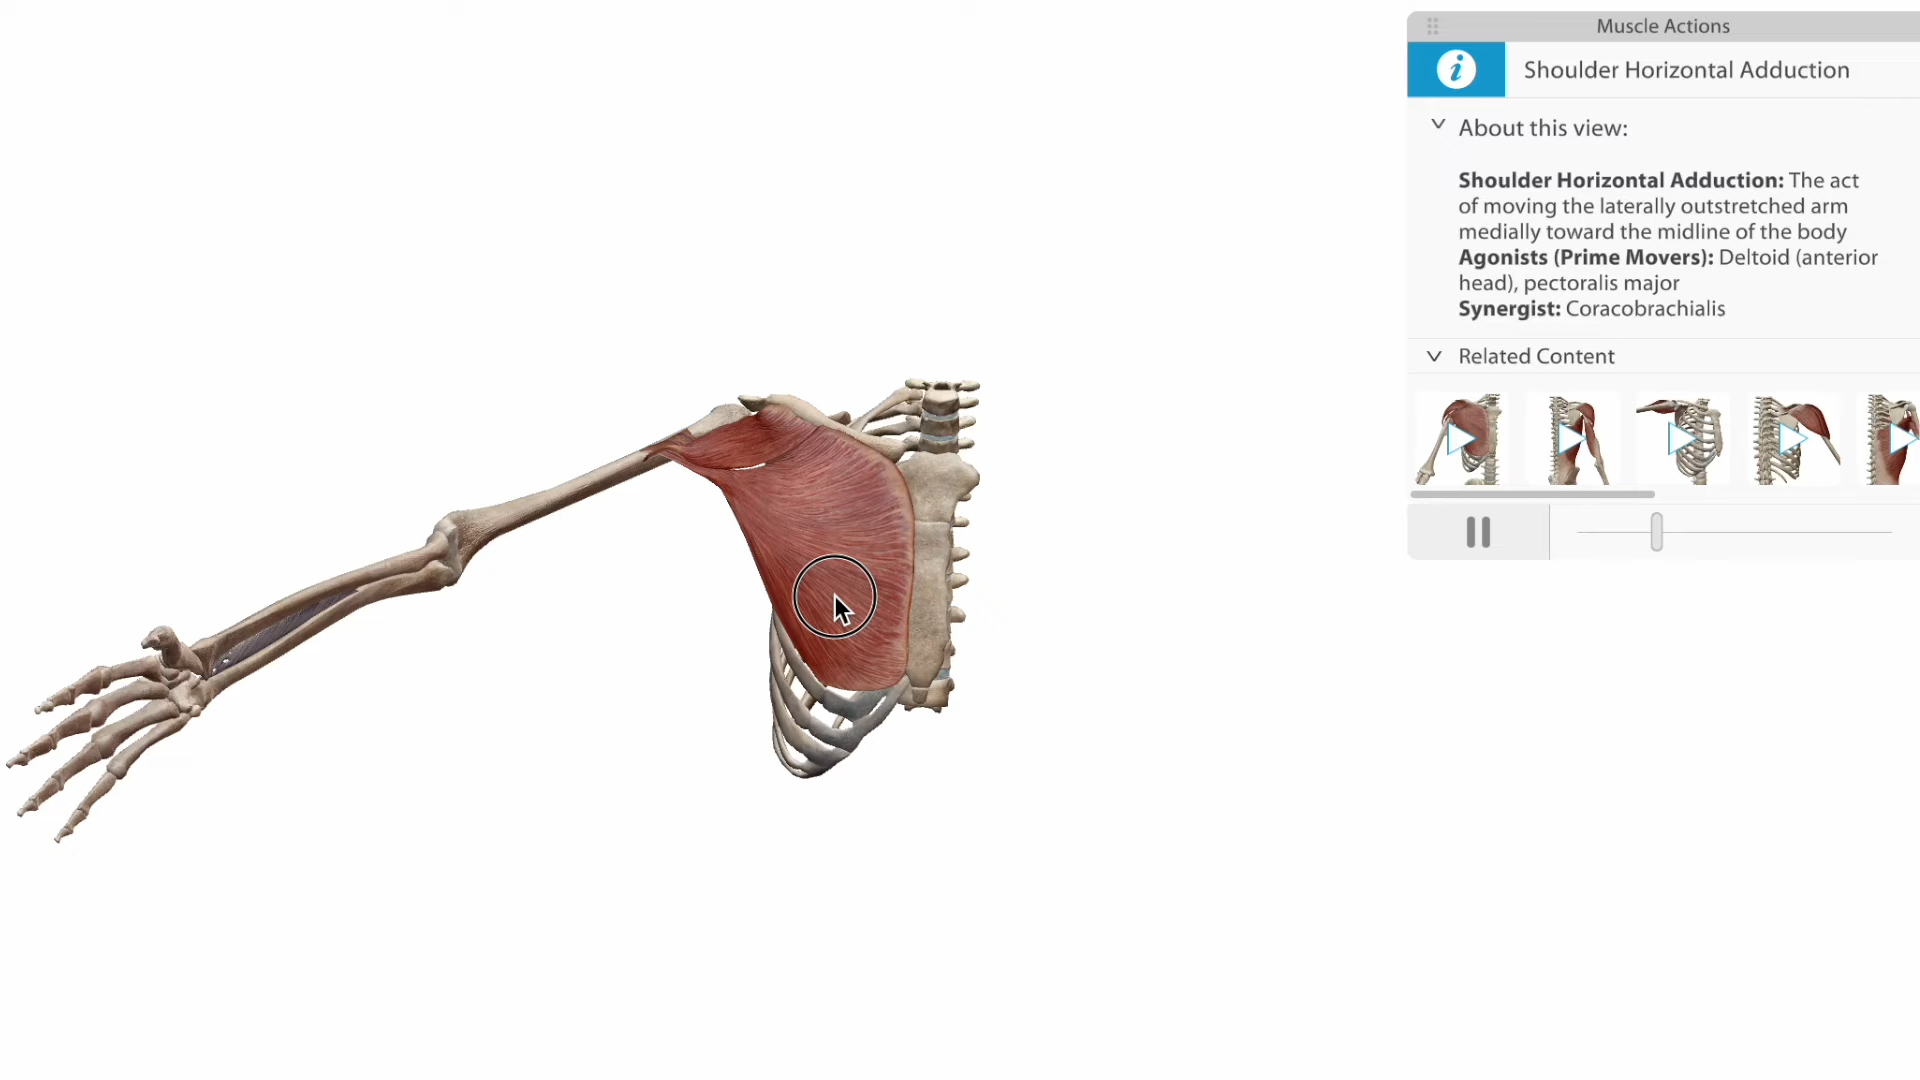 Muscle Actions
i
Shoulder Horizontal Adduction
About this view:
Shoulder Horizontal Adduction: The act
of moving the laterally outstretched arm
medially toward the midline of the body
Agonists (Prime Movers): Deltoid (anterior
head), pectoralis major
Synergist: Coracobrachialis
Related Content